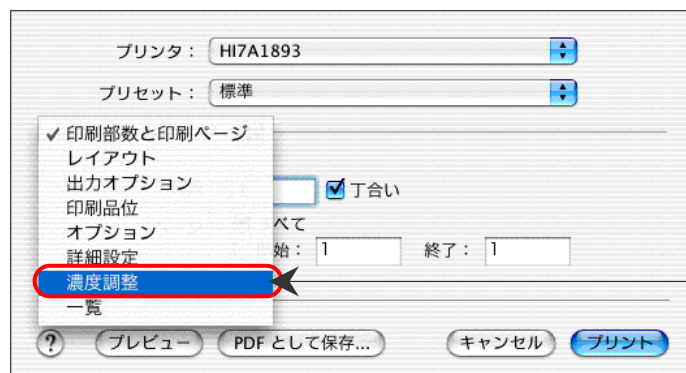 プリンタ： HI7A1893
プリセット： 標準
✓ 印刷部数と印刷ページ
レイアウト
出力オプション
印刷品位
オプション
詳細設定
濃度調整
一覧
丁合い
べて
始： 1 終了： 1
? プレビュー PDF として保存... キャンセル プリント